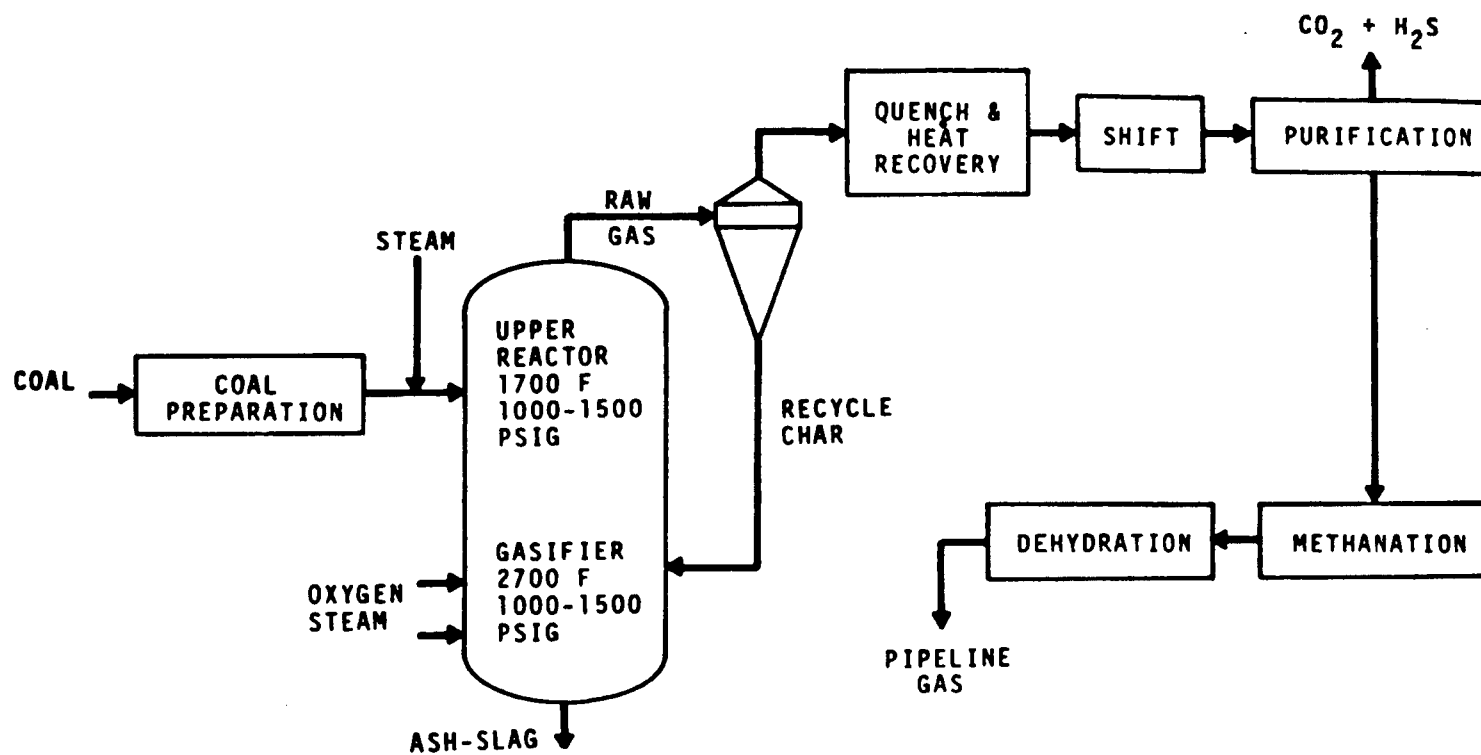 CO₂ + H₂S
QUENCH &
HEAT
RECOVERY
SHIFT
PURIFICATION
RAW
GAS
STEAM
UPPER
REACTOR
1700 F
1000-1500
PSIG
COAL
COAL
PREPARATION
RECYCLE
CHAR
GASIFIER
2700 F
1000-1500
PSIG
OXYGEN
STEAM
DEHYDRATION
METHANATION
PIPELINE
GAS
ASH-SLAG